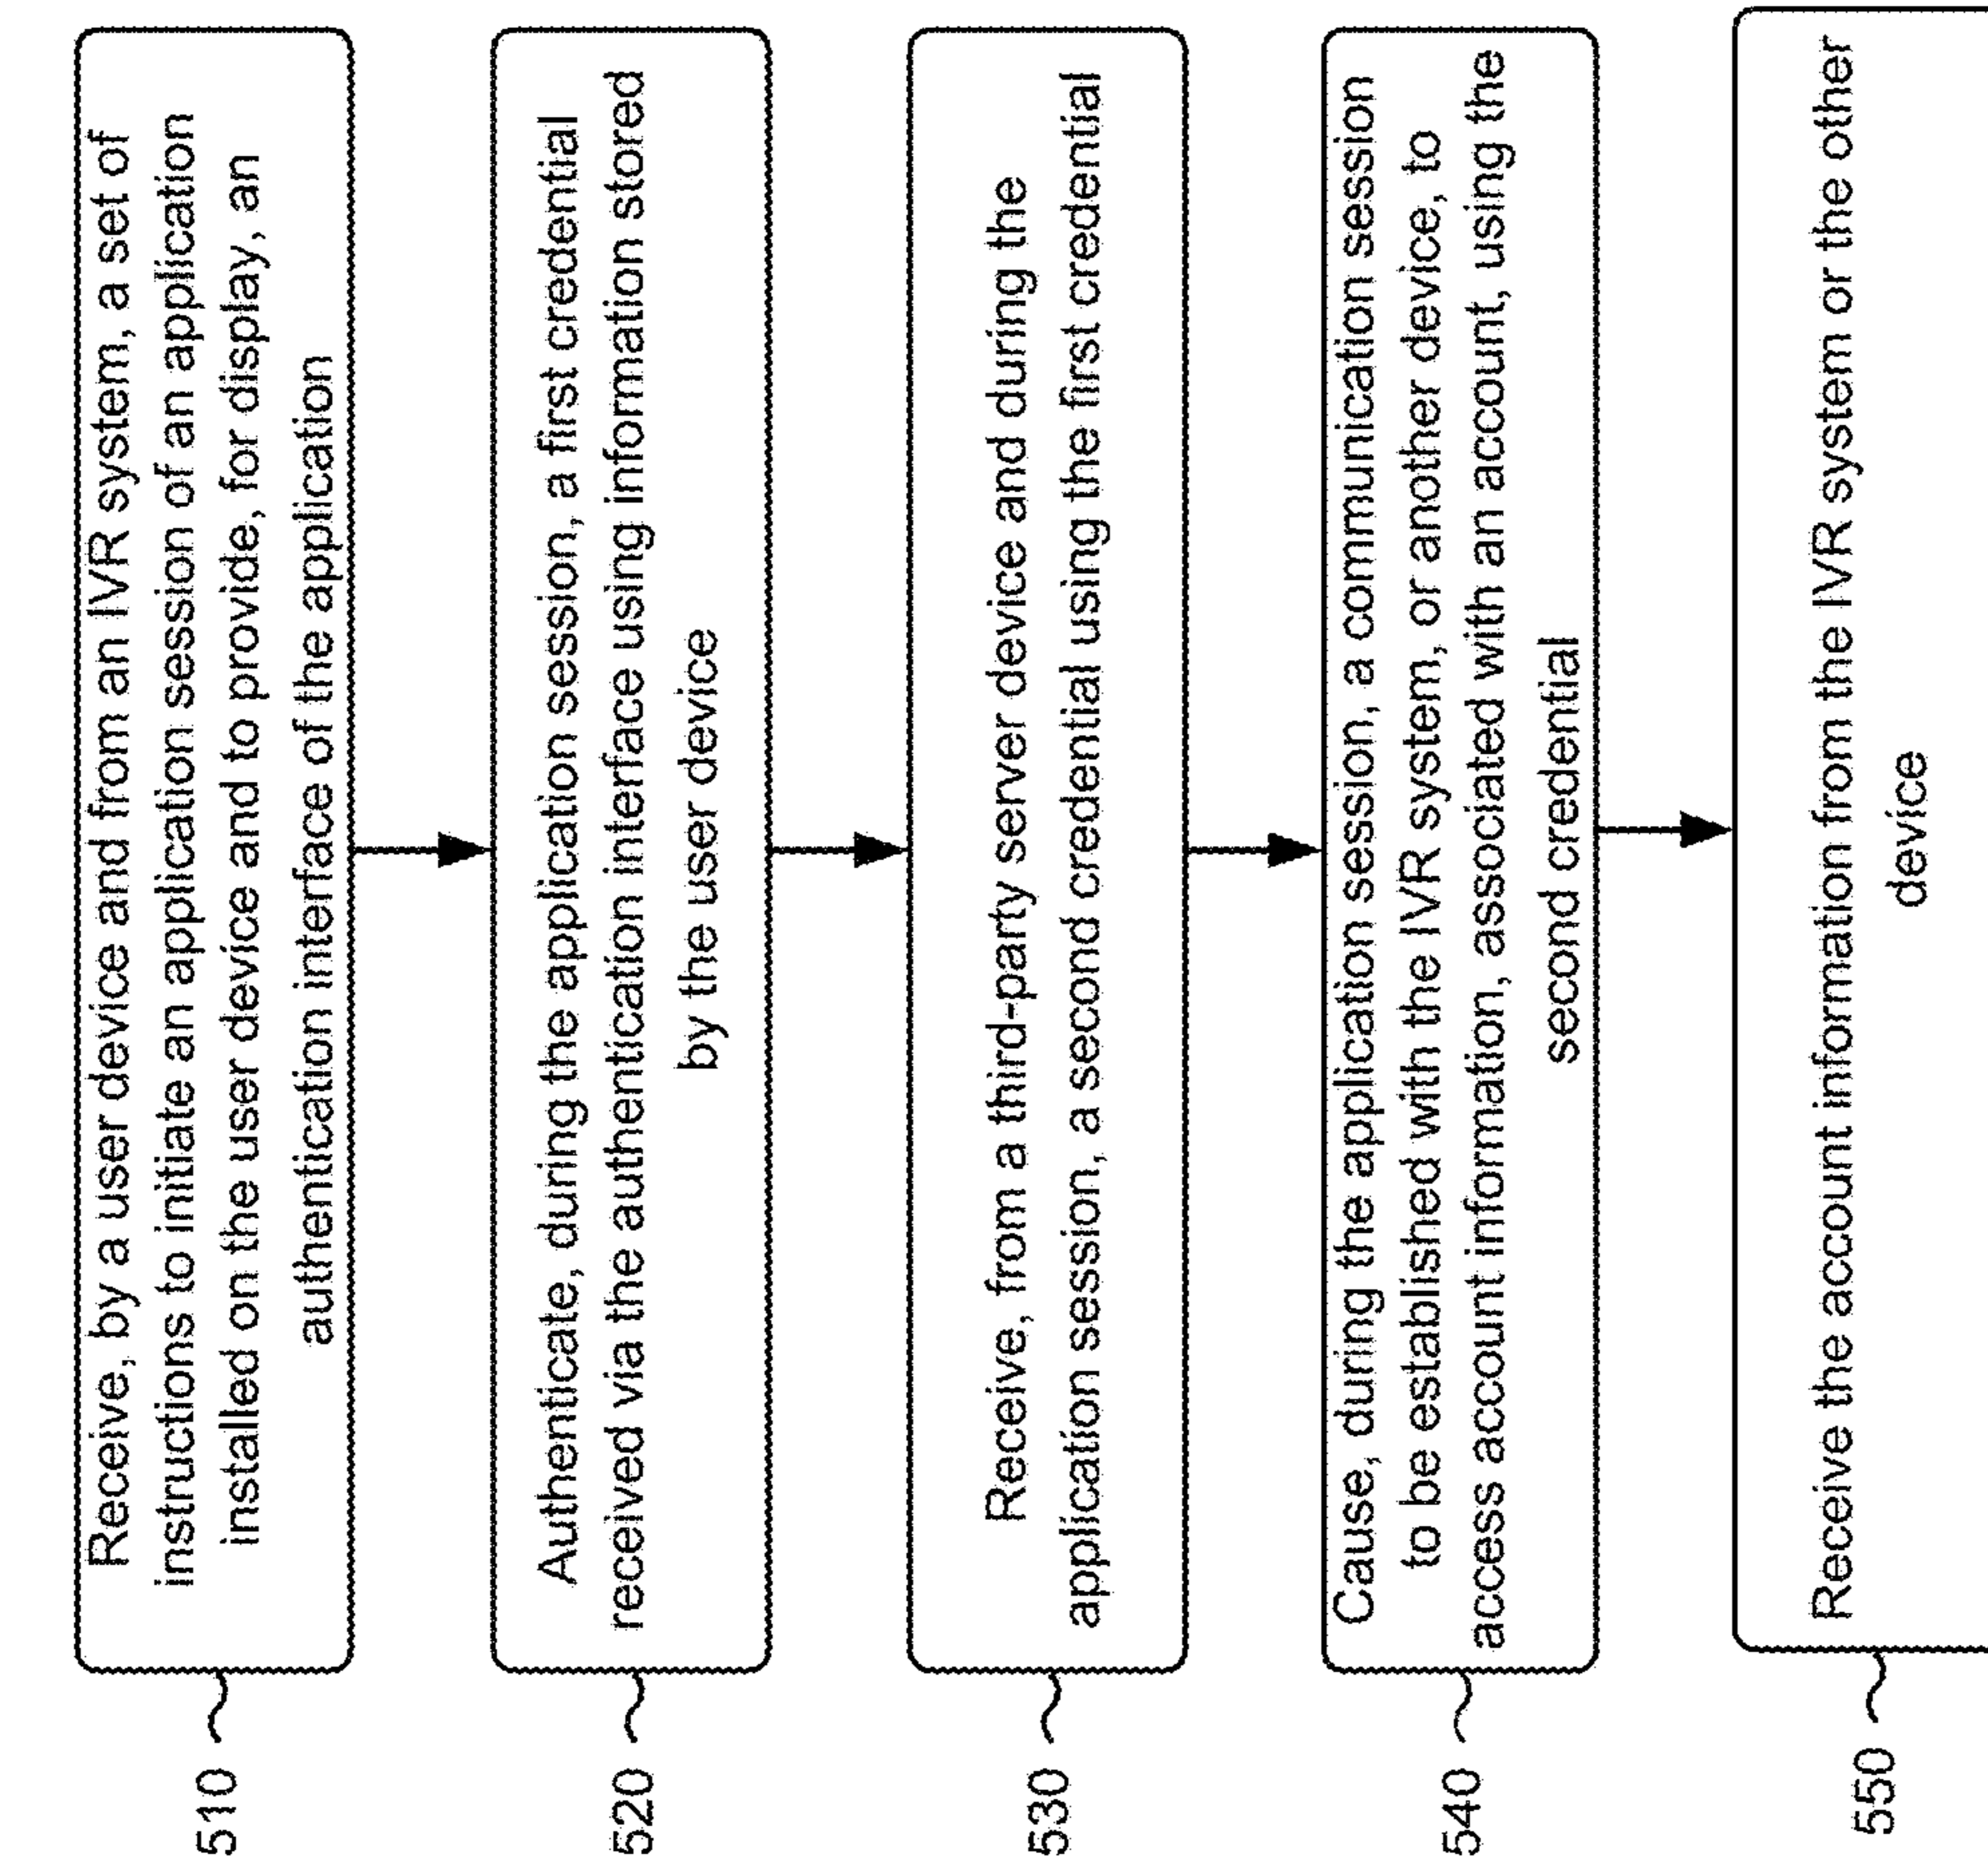 510
Receive, by a user device and from an IVR system, a set of
instructions to initiate an application session of an application
installed on the user device and to provide, for display, an
authentication interface of the application
520
Authenticate, during the application session, a first credential
received via the authentication interface using information stored
by the user device
530
Receive, from a third-party server device and during the
application session, a second credential using the first credential
540
Cause, during the application session, a communication session
to be established with the IVR system, or another device, to
access account information, associated with an account, using the
second credential
550
Receive the account information from the IVR system or the other
device